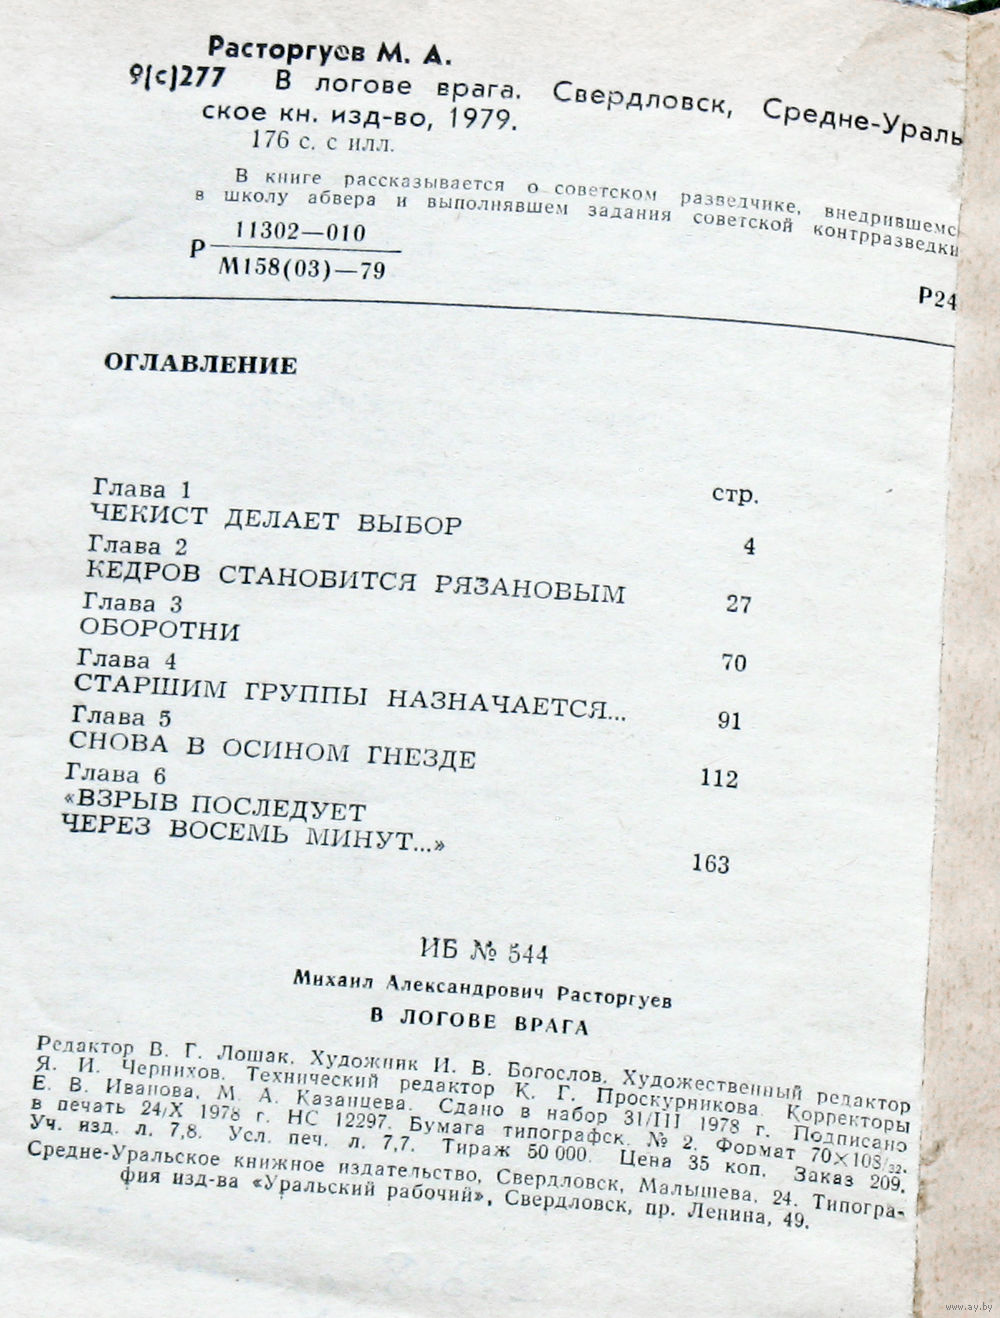 Расторгуев М. А.
9(с)277 В логове врага. Свердловск, Средне-Ураль
ское кн. изд-во, 1979.
176 с. с илл.
В книге рассказывается о советском разведчике, внедрившемс
в школу абвера и выполнявшем задания советской контрразведки
Р 11302—010
М158(03)—79
Р24
ОГЛАВЛЕНИЕ
стр.
Глава 1
ЧЕКИСТ ДЕЛАЕТ ВЫБОР 4
Глава 2
КЕДРОВ СТАНОВИТСЯ РЯЗАНОВЫМ 27
Глава 3
ОБОРОТНИ 70
Глава 4
СТАРШИМ ГРУППЫ НАЗНАЧАЕТСЯ... 91
Глава 5
СНОВА В ОСИНОМ ГНЕЗДЕ 112
Глава 6
«ВЗРЫВ ПОСЛЕДУЕТ
ЧЕРЕЗ ВОСЕМЬ МИНУТ...» 163
ИБ № 544
Михаил Александрович Расторгуев
В ЛОГОВЕ ВРАГА
Редактор В. Г. Лошак. Художник И. В. Богослов. Художественный редактор
Я. И. Чернихов. Технический редактор К. Г. Проскурникова. Корректоры
Е. В. Иванова, М. А. Казанцева. Сдано в набор 31/III 1978 г. Подписано
в печать 24/X 1978 г. НС 12297. Бумага типографск. № 2. Формат 70×108/32.
Уч. изд. л. 7,8. Усл. печ. л. 7,7. Тираж 50 000. Цена 35 коп. Заказ 209.
Средне-Уральское книжное издательство, Свердловск, Малышева, 24. Типогра-
фия изд-ва «Уральский рабочий», Свердловск, пр. Ленина, 49.
www.ay.by